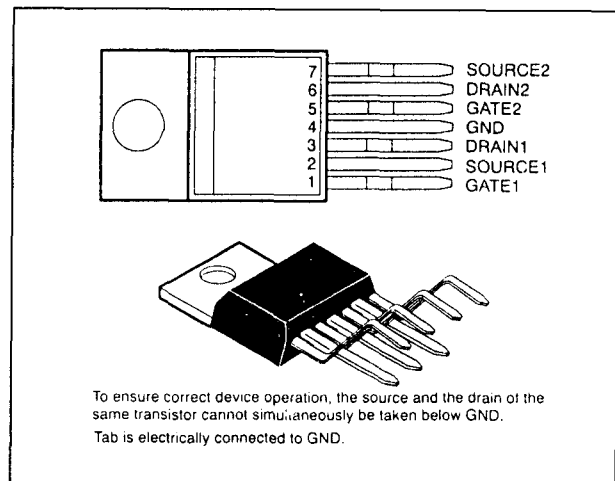 7 SOURCE2
6 DRAIN2
5 GATE2
4 GND
3 DRAIN1
2 SOURCE1
1 GATE1
To ensure correct device operation, the source and the drain of the
same transistor cannot simultaneously be taken below GND.
Tab is electrically connected to GND.